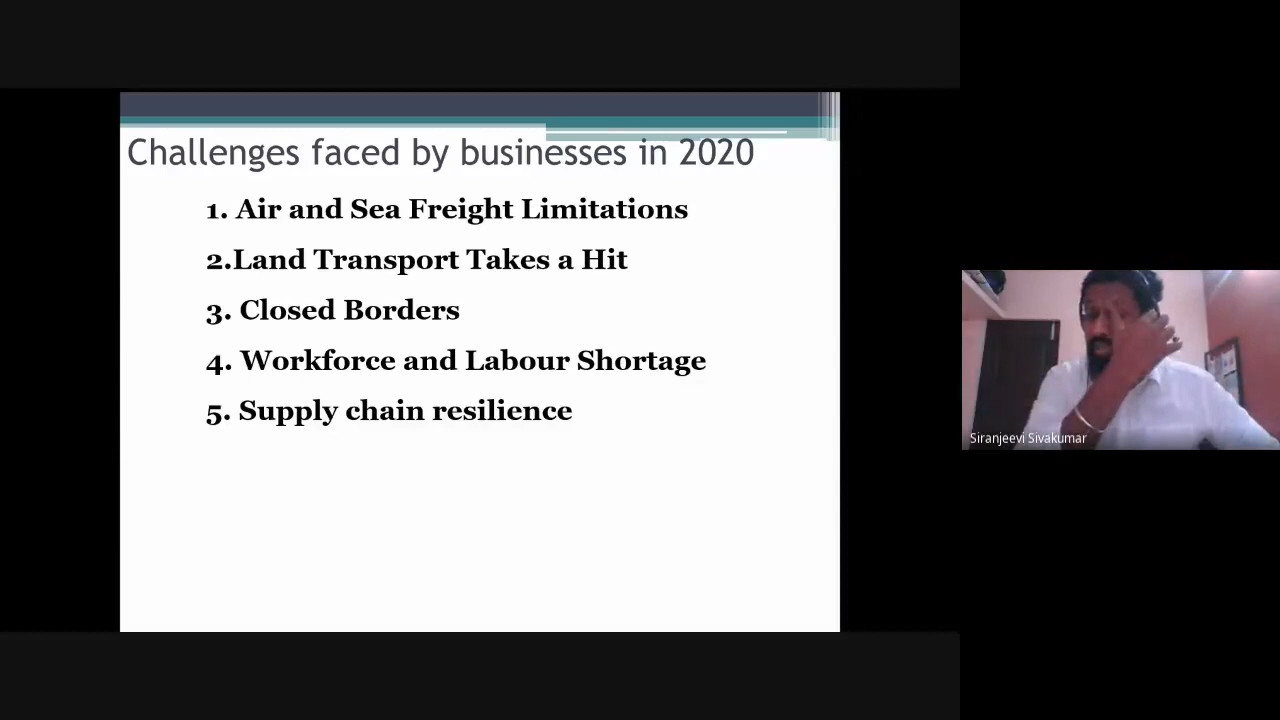 Challenges faced by businesses in 2020
1. Air and Sea Freight Limitations
2.Land Transport Takes a Hit
3. Closed Borders
4. Workforce and Labour Shortage
5. Supply chain resilience
Siranjeevi Sivakumar